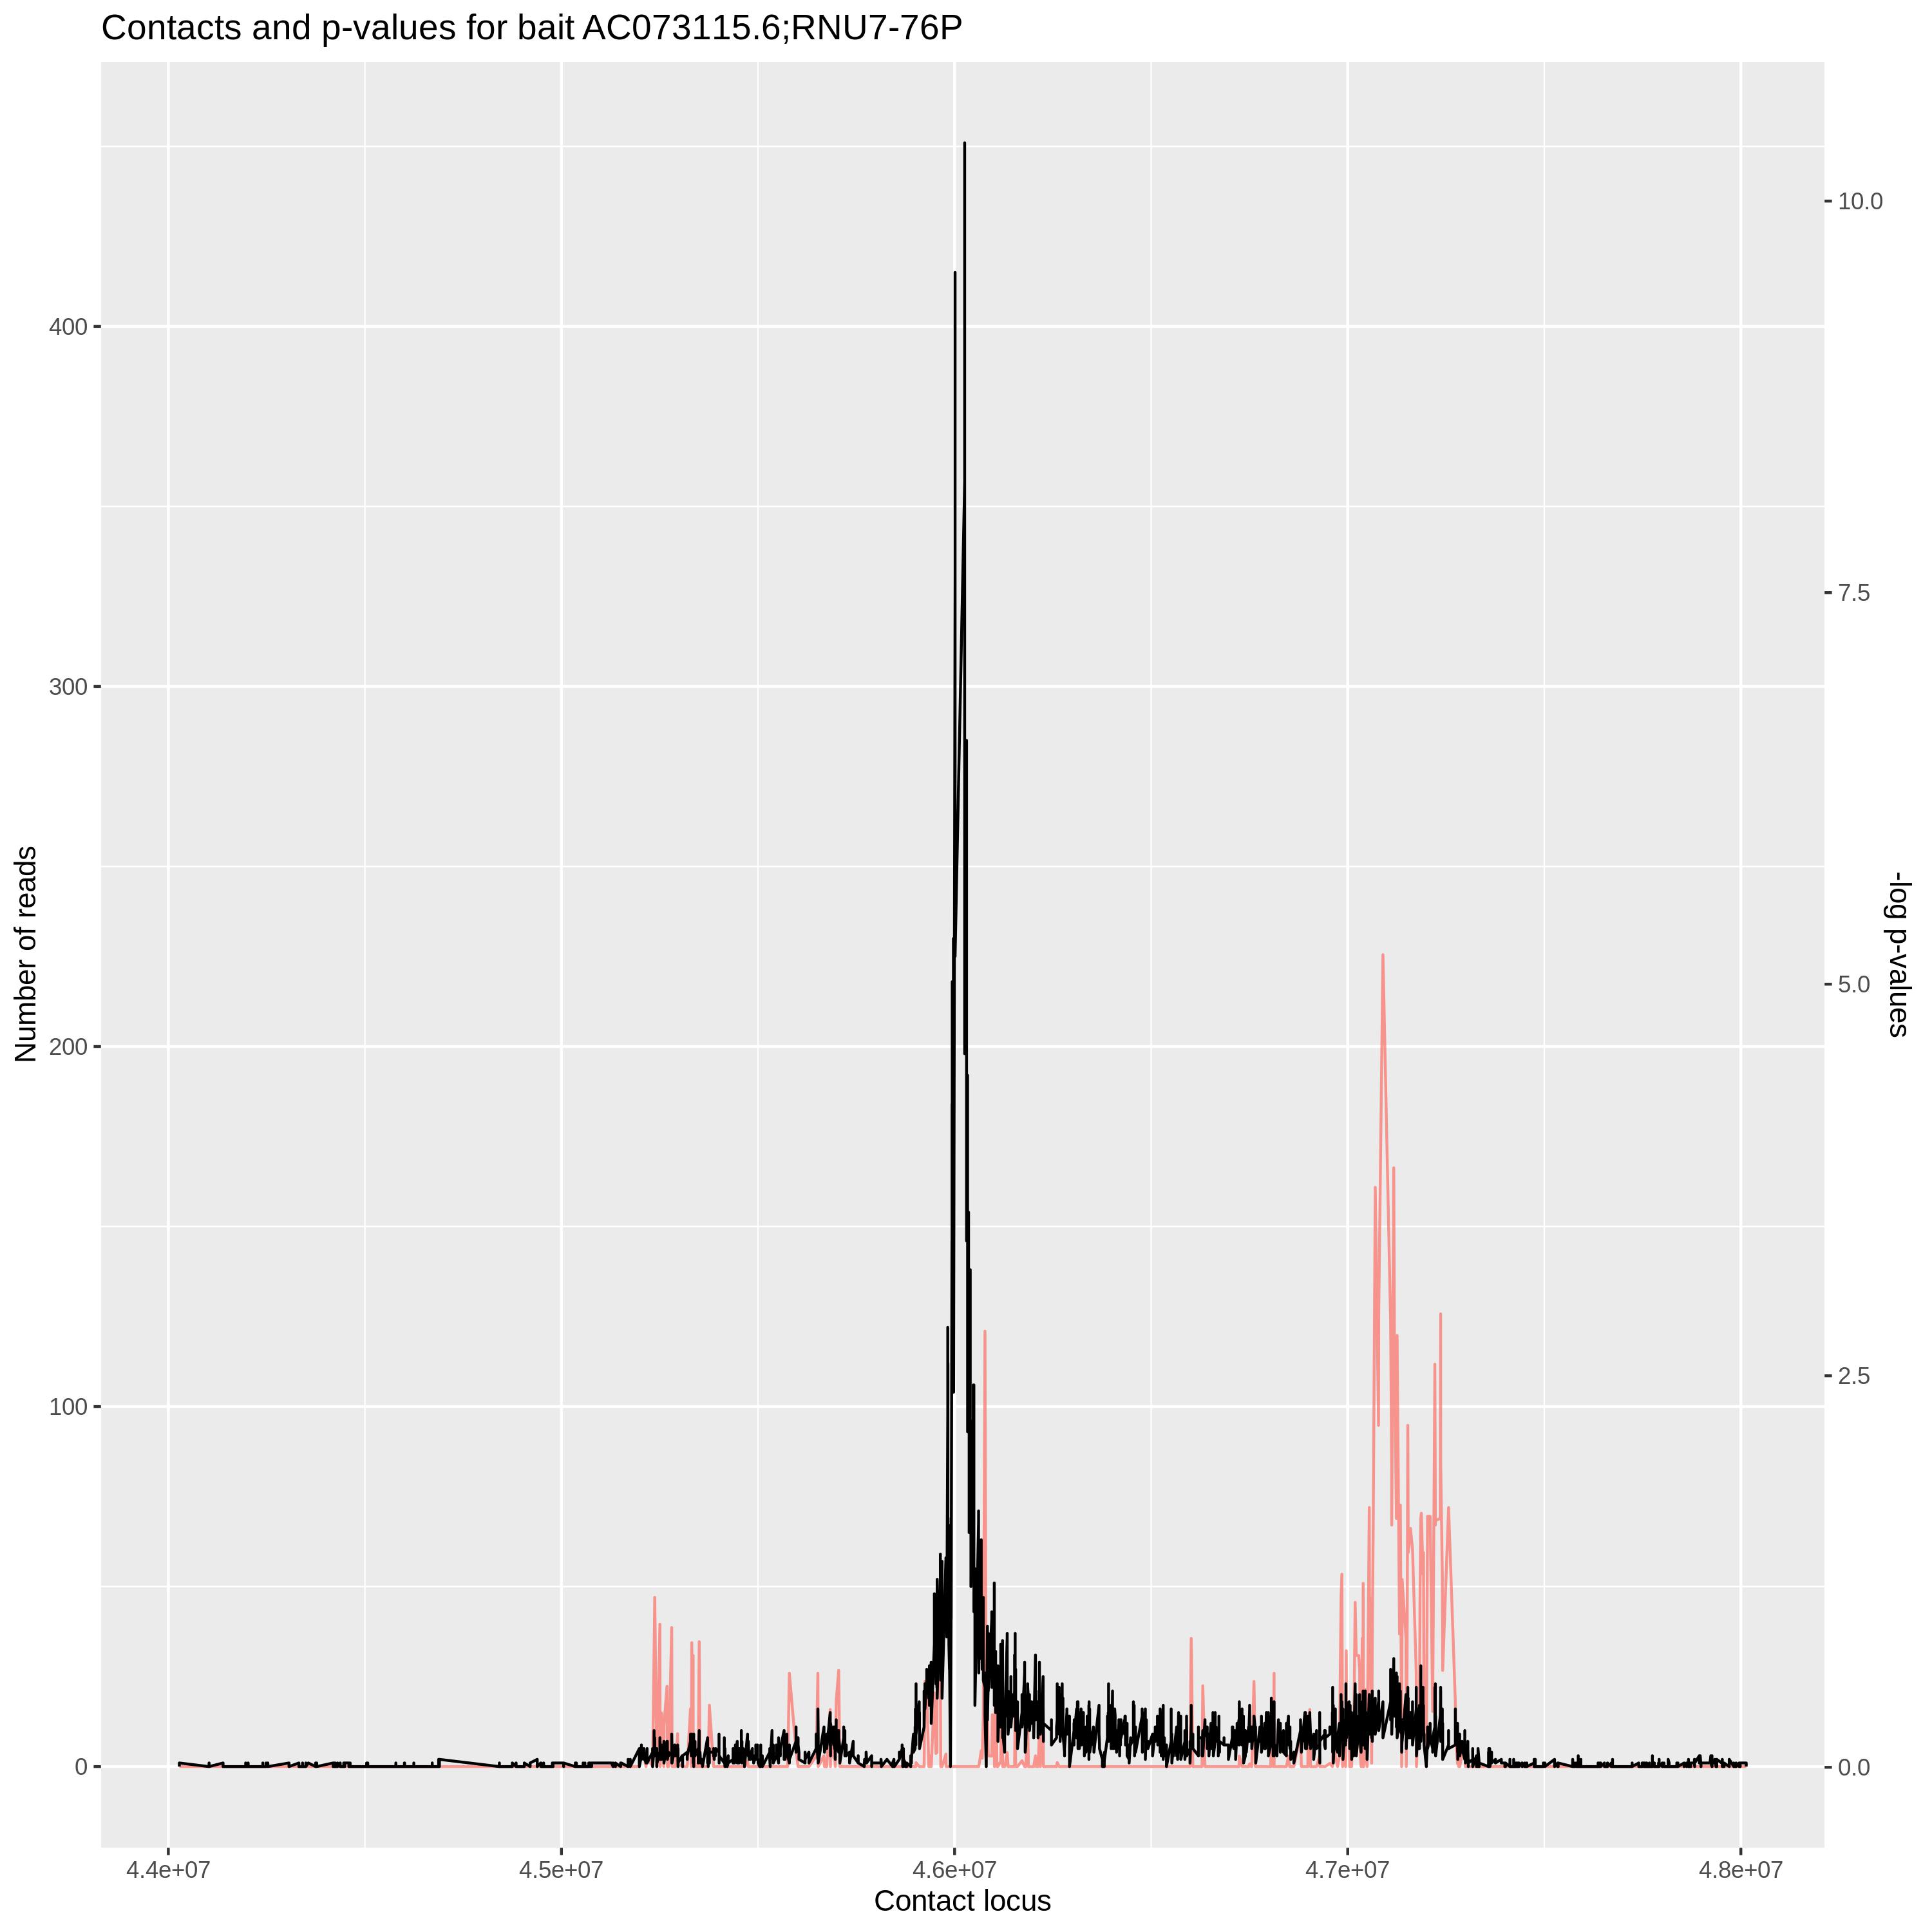 Contacts and p-values for bait AC073115.6;RNU7-76P
Number of reads
400
300
200
100
0
10.0
7.5
5.0
2.5
0.0
-log p-values
4.4e+07
4.5e+07
4.6e+07
4.7e+07
4.8e+07
Contact locus